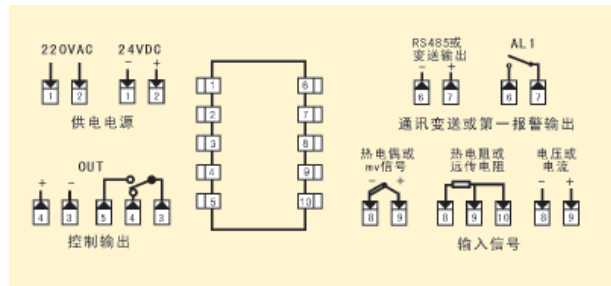 220VAC 24VDC
- +
1 2 1 2
供电电源
OUT
+ -
4 3 5 4 3
控制输出
1 6
2 7
3 8
4 9
5 10
RS485或
变送输出
- +
6 7
AL1
6 7
通讯变送或第一报警输出
热电偶或
mv信号
- +
8 9
热电阻或
远传电阻
8 9 10
电压或
电流
- +
8 9
输入信号